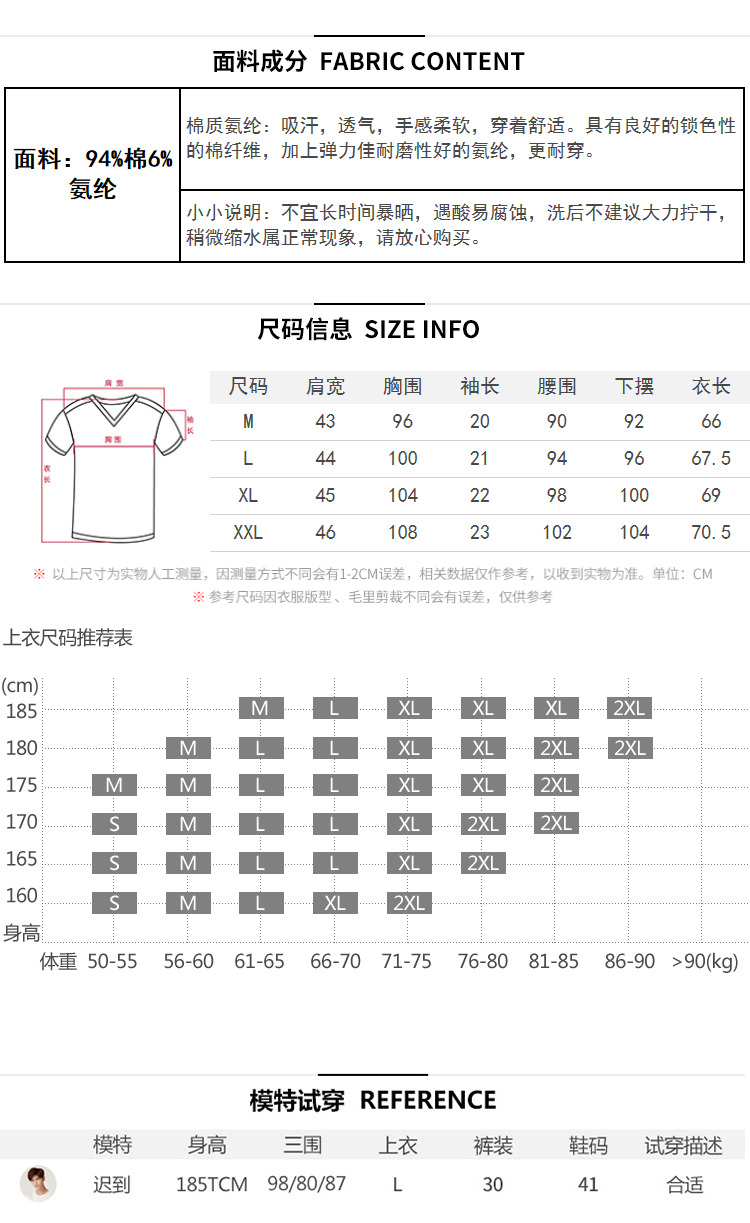 面料成分 FABRIC CONTENT
面料：94%棉6%
氨纶
棉质氨纶：吸汗，透气，手感柔软，穿着舒适。具有良好的锁色性
的棉纤维，加上弹力佳耐磨性好的氨纶，更耐穿。
小小说明：不宜长时间暴晒，遇酸易腐蚀，洗后不建议大力拧干，
稍微缩水属正常现象，请放心购买。
尺码信息 SIZE INFO
肩宽
袖长
胸围
衣长
尺码 肩宽 胸围 袖长 腰围 下摆 衣长
M 43 96 20 90 92 66
L 44 100 21 94 96 67.5
XL 45 104 22 98 100 69
XXL 46 108 23 102 104 70.5
※ 以上尺寸为实物人工测量，因测量方式不同会有1-2CM误差，相关数据仅作参考，以收到实物为准。单位：CM
※ 参考尺码因衣服版型、毛里剪裁不同会有误差，仅供参考
上衣尺码推荐表
(cm)
185 M L XL XL XL 2XL
180 M L L XL XL 2XL 2XL
175 M M L L XL XL 2XL
170 S M L L XL 2XL 2XL
165 S M L L XL 2XL
160 S M L XL 2XL
身高
体重 50-55 56-60 61-65 66-70 71-75 76-80 81-85 86-90 >90(kg)
模特试穿 REFERENCE
模特 身高 三围 上衣 裤装 鞋码 试穿描述
迟到 185TCM 98/80/87 L 30 41 合适